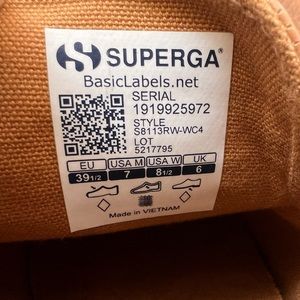 SUPERGA®
BasicLabels.net
SERIAL
1919925972
STYLE
S8113RW-WC4
LOT
5217795
EU USA M USA W UK
39 1/2 7 8 1/2 6
Made in VIETNAM